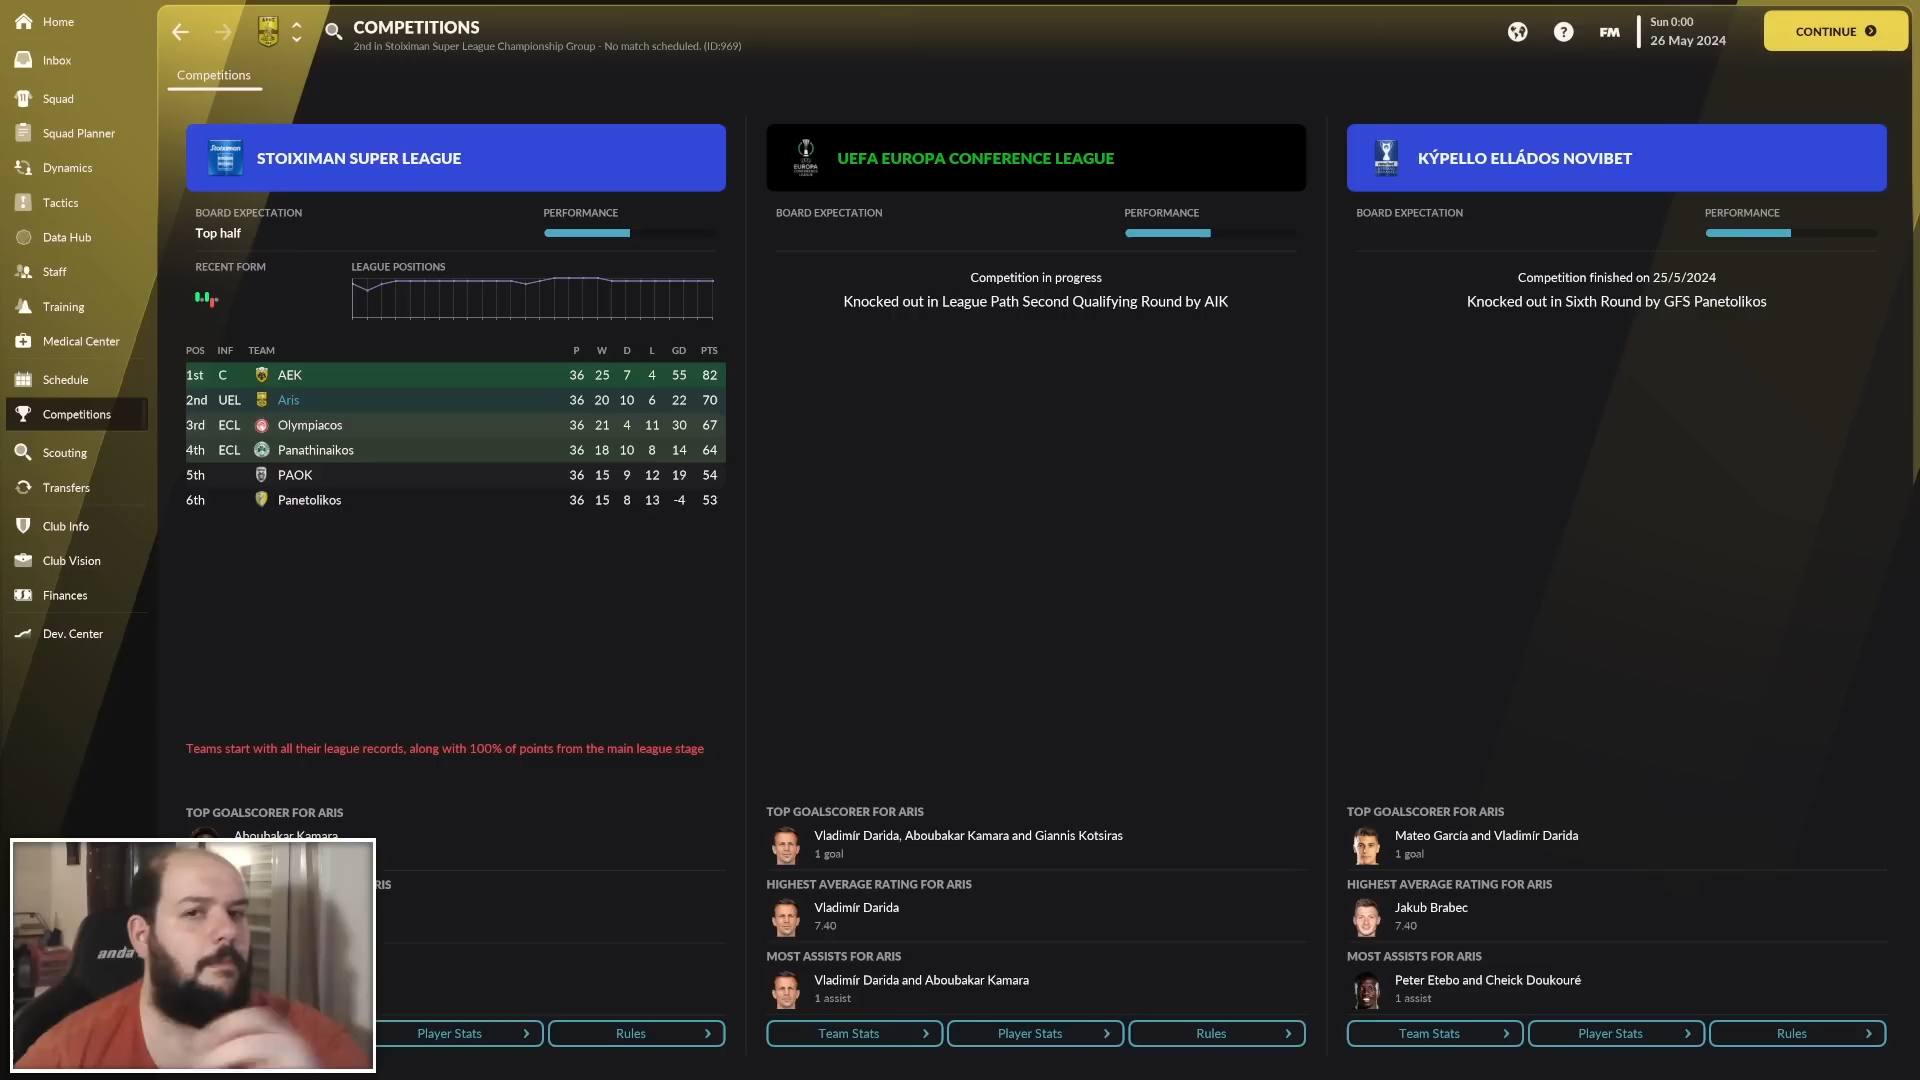 Home
Inbox
Squad
Squad Planner
Dynamics
Tactics
Data Hub
Staff
Training
Medical Center
Schedule
Competitions
Scouting
Transfers
Club Info
Club Vision
Finances
Dev. Center
COMPETITIONS
2nd in Stoiximan Super League Championship Group - No match scheduled. (ID:969)
FM
Sun 0:00
26 May 2024
CONTINUE
Competitions
STOIXIMAN SUPER LEAGUE
BOARD EXPECTATION PERFORMANCE
Top half
RECENT FORM LEAGUE POSITIONS
POS INF TEAM P W D L GD PTS
1st C AEK 36 25 7 4 55 82
2nd UEL Aris 36 20 10 6 22 70
3rd ECL Olympiacos 36 21 4 11 30 67
4th ECL Panathinaikos 36 18 10 8 14 64
5th PAOK 36 15 9 12 19 54
6th Panetolikos 36 15 8 13 -4 53
Teams start with all their league records, along with 100% of points from the main league stage
TOP GOALSCORER FOR ARIS
Aboubakar Kamara
RIS
anda
Player Stats
Rules
UEFA EUROPA CONFERENCE LEAGUE
BOARD EXPECTATION PERFORMANCE
Competition in progress
Knocked out in League Path Second Qualifying Round by AIK
TOP GOALSCORER FOR ARIS
Vladimír Darida, Aboubakar Kamara and Giannis Kotsiras
1 goal
HIGHEST AVERAGE RATING FOR ARIS
Vladimír Darida
7.40
MOST ASSISTS FOR ARIS
Vladimír Darida and Aboubakar Kamara
1 assist
Team Stats
Player Stats
Rules
KÝPELLO ELLÁDOS NOVIBET
BOARD EXPECTATION PERFORMANCE
Competition finished on 25/5/2024
Knocked out in Sixth Round by GFS Panetolikos
TOP GOALSCORER FOR ARIS
Mateo García and Vladimír Darida
1 goal
HIGHEST AVERAGE RATING FOR ARIS
Jakub Brabec
7.40
MOST ASSISTS FOR ARIS
Peter Etebo and Cheick Doukouré
1 assist
Team Stats
Player Stats
Rules